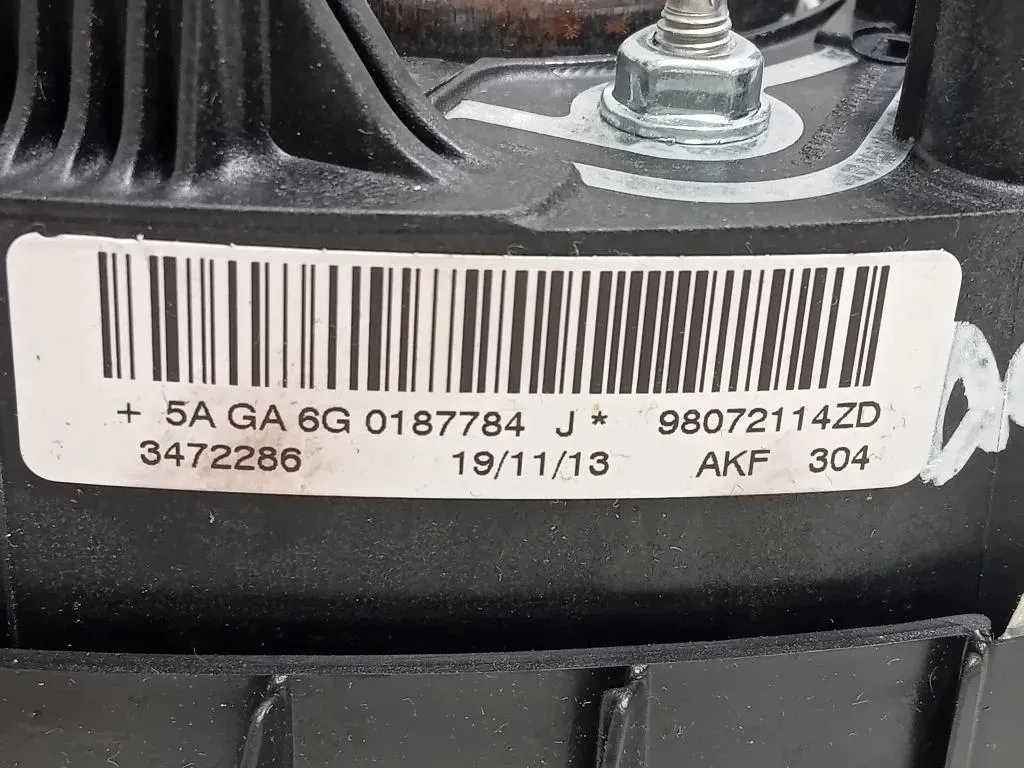 + 5A GA 6G 0187784 J * 98072114ZD
3472286 19/11/13 AKF 304